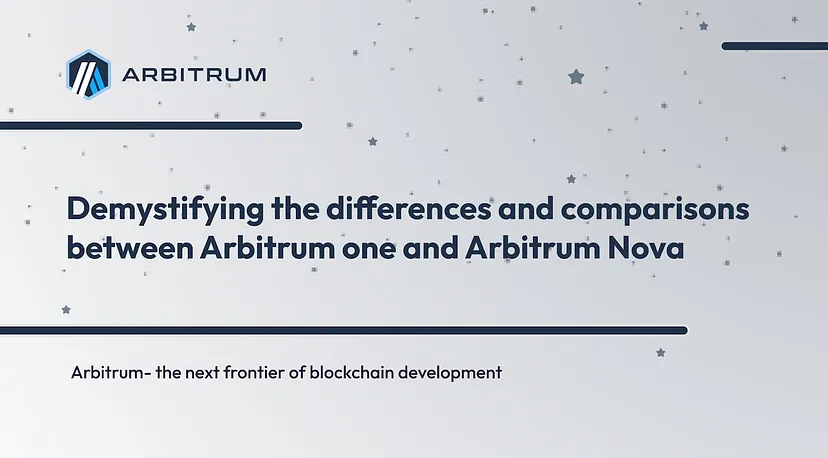 ARBITRUM
Demystifying the differences and comparisons
between Arbitrum one and Arbitrum Nova
Arbitrum- the next frontier of blockchain development